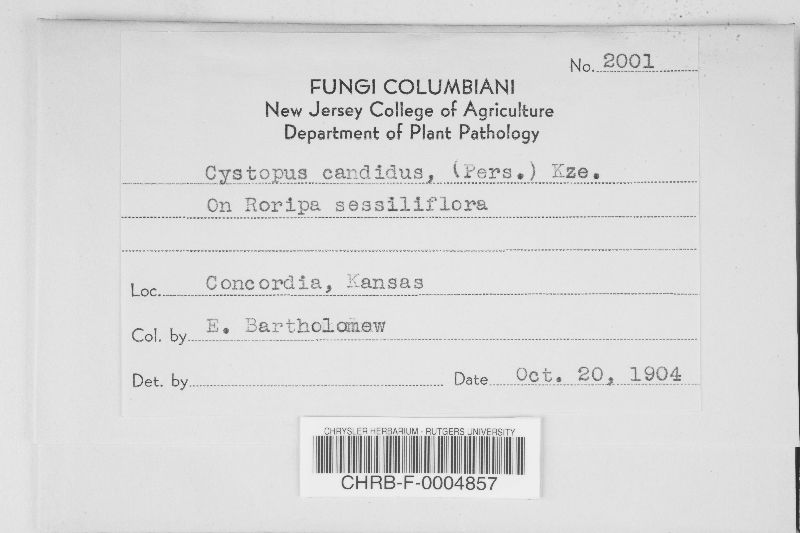 No. 2001
FUNGI COLUMBIANI
New Jersey College of Agriculture
Department of Plant Pathology
Cystopus candidus, (Pers.) Kze.
On Roripa sessiliflora
Loc. Concordia, Kansas
Col. by E. Bartholomew
Det. by Date Oct. 20, 1904
CHRYSLER HERBARIUM - RUTGERS UNIVERSITY
CHRB-F-0004857